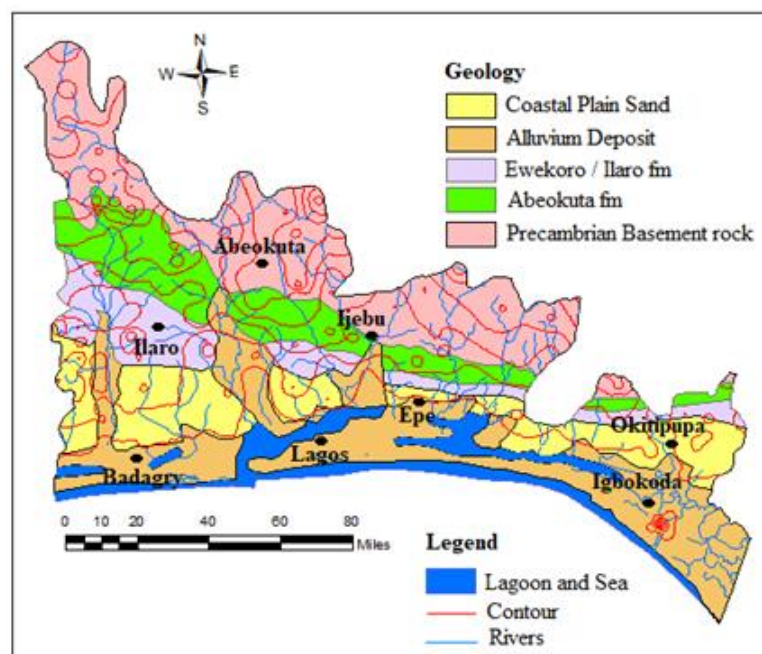 N
W E
S
Geology
Coastal Plain Sand
Alluvium Deposit
Ewekoro / Ilaro fm
Abeokuta fm
Precambrian Basement rock
Abeokuta
Ijebu
Ilaro
Epe
Okitipupa
Lagos
Badagry
Igbokoda
0 10 20 40 60 80
Miles
Legend
Lagoon and Sea
Contour
Rivers